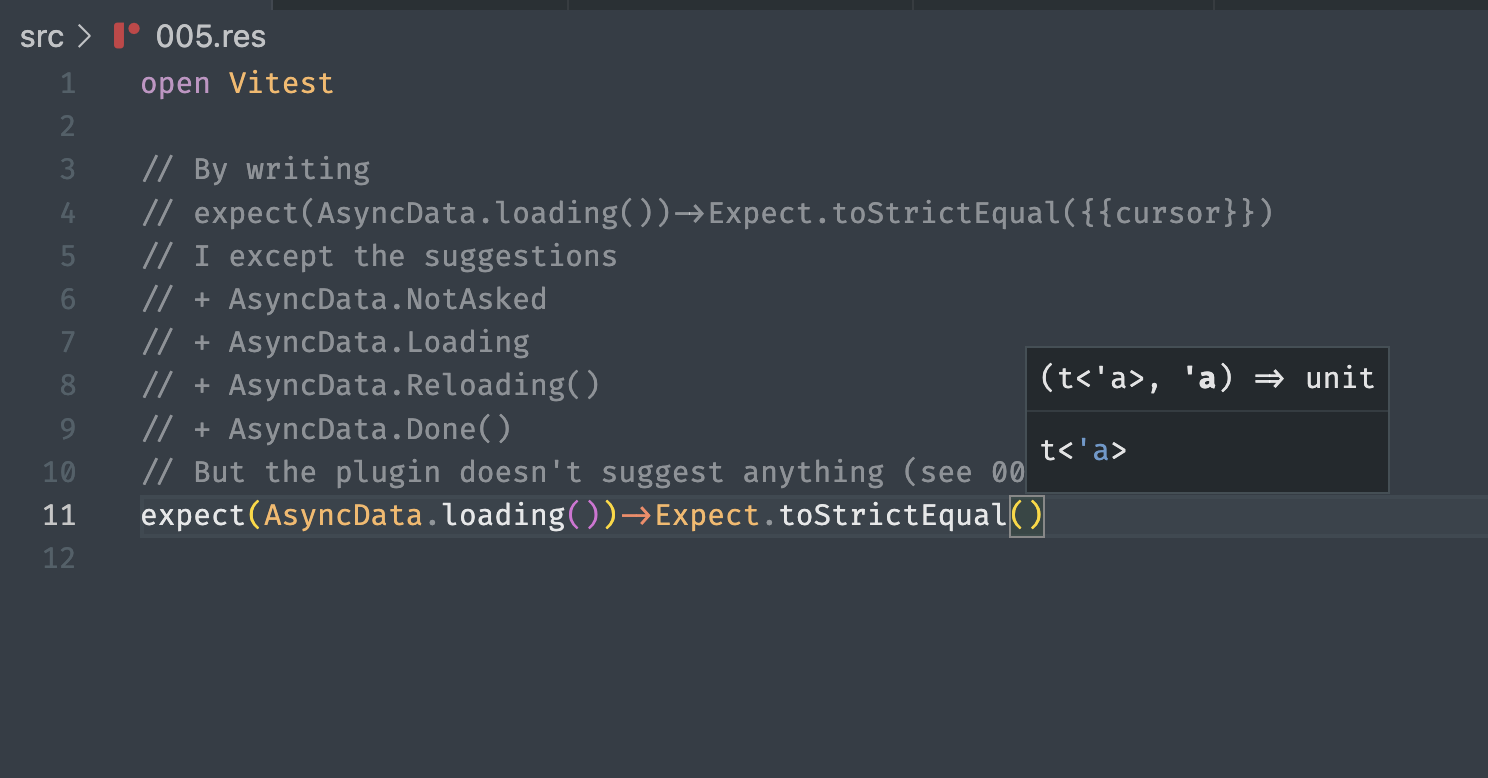 src > 005.res
1 open Vitest
2
3 // By writing
4 // expect(AsyncData.loading())->Expect.toStrictEqual({{cursor}})
5 // I except the suggestions
6 // + AsyncData.NotAsked
7 // + AsyncData.Loading
8 // + AsyncData.Reloading()
9 // + AsyncData.Done()
10 // But the plugin doesn't suggest anything (see 00
(t<'a>, 'a) => unit
t<'a>
11 expect(AsyncData.loading())->Expect.toStrictEqual()
12